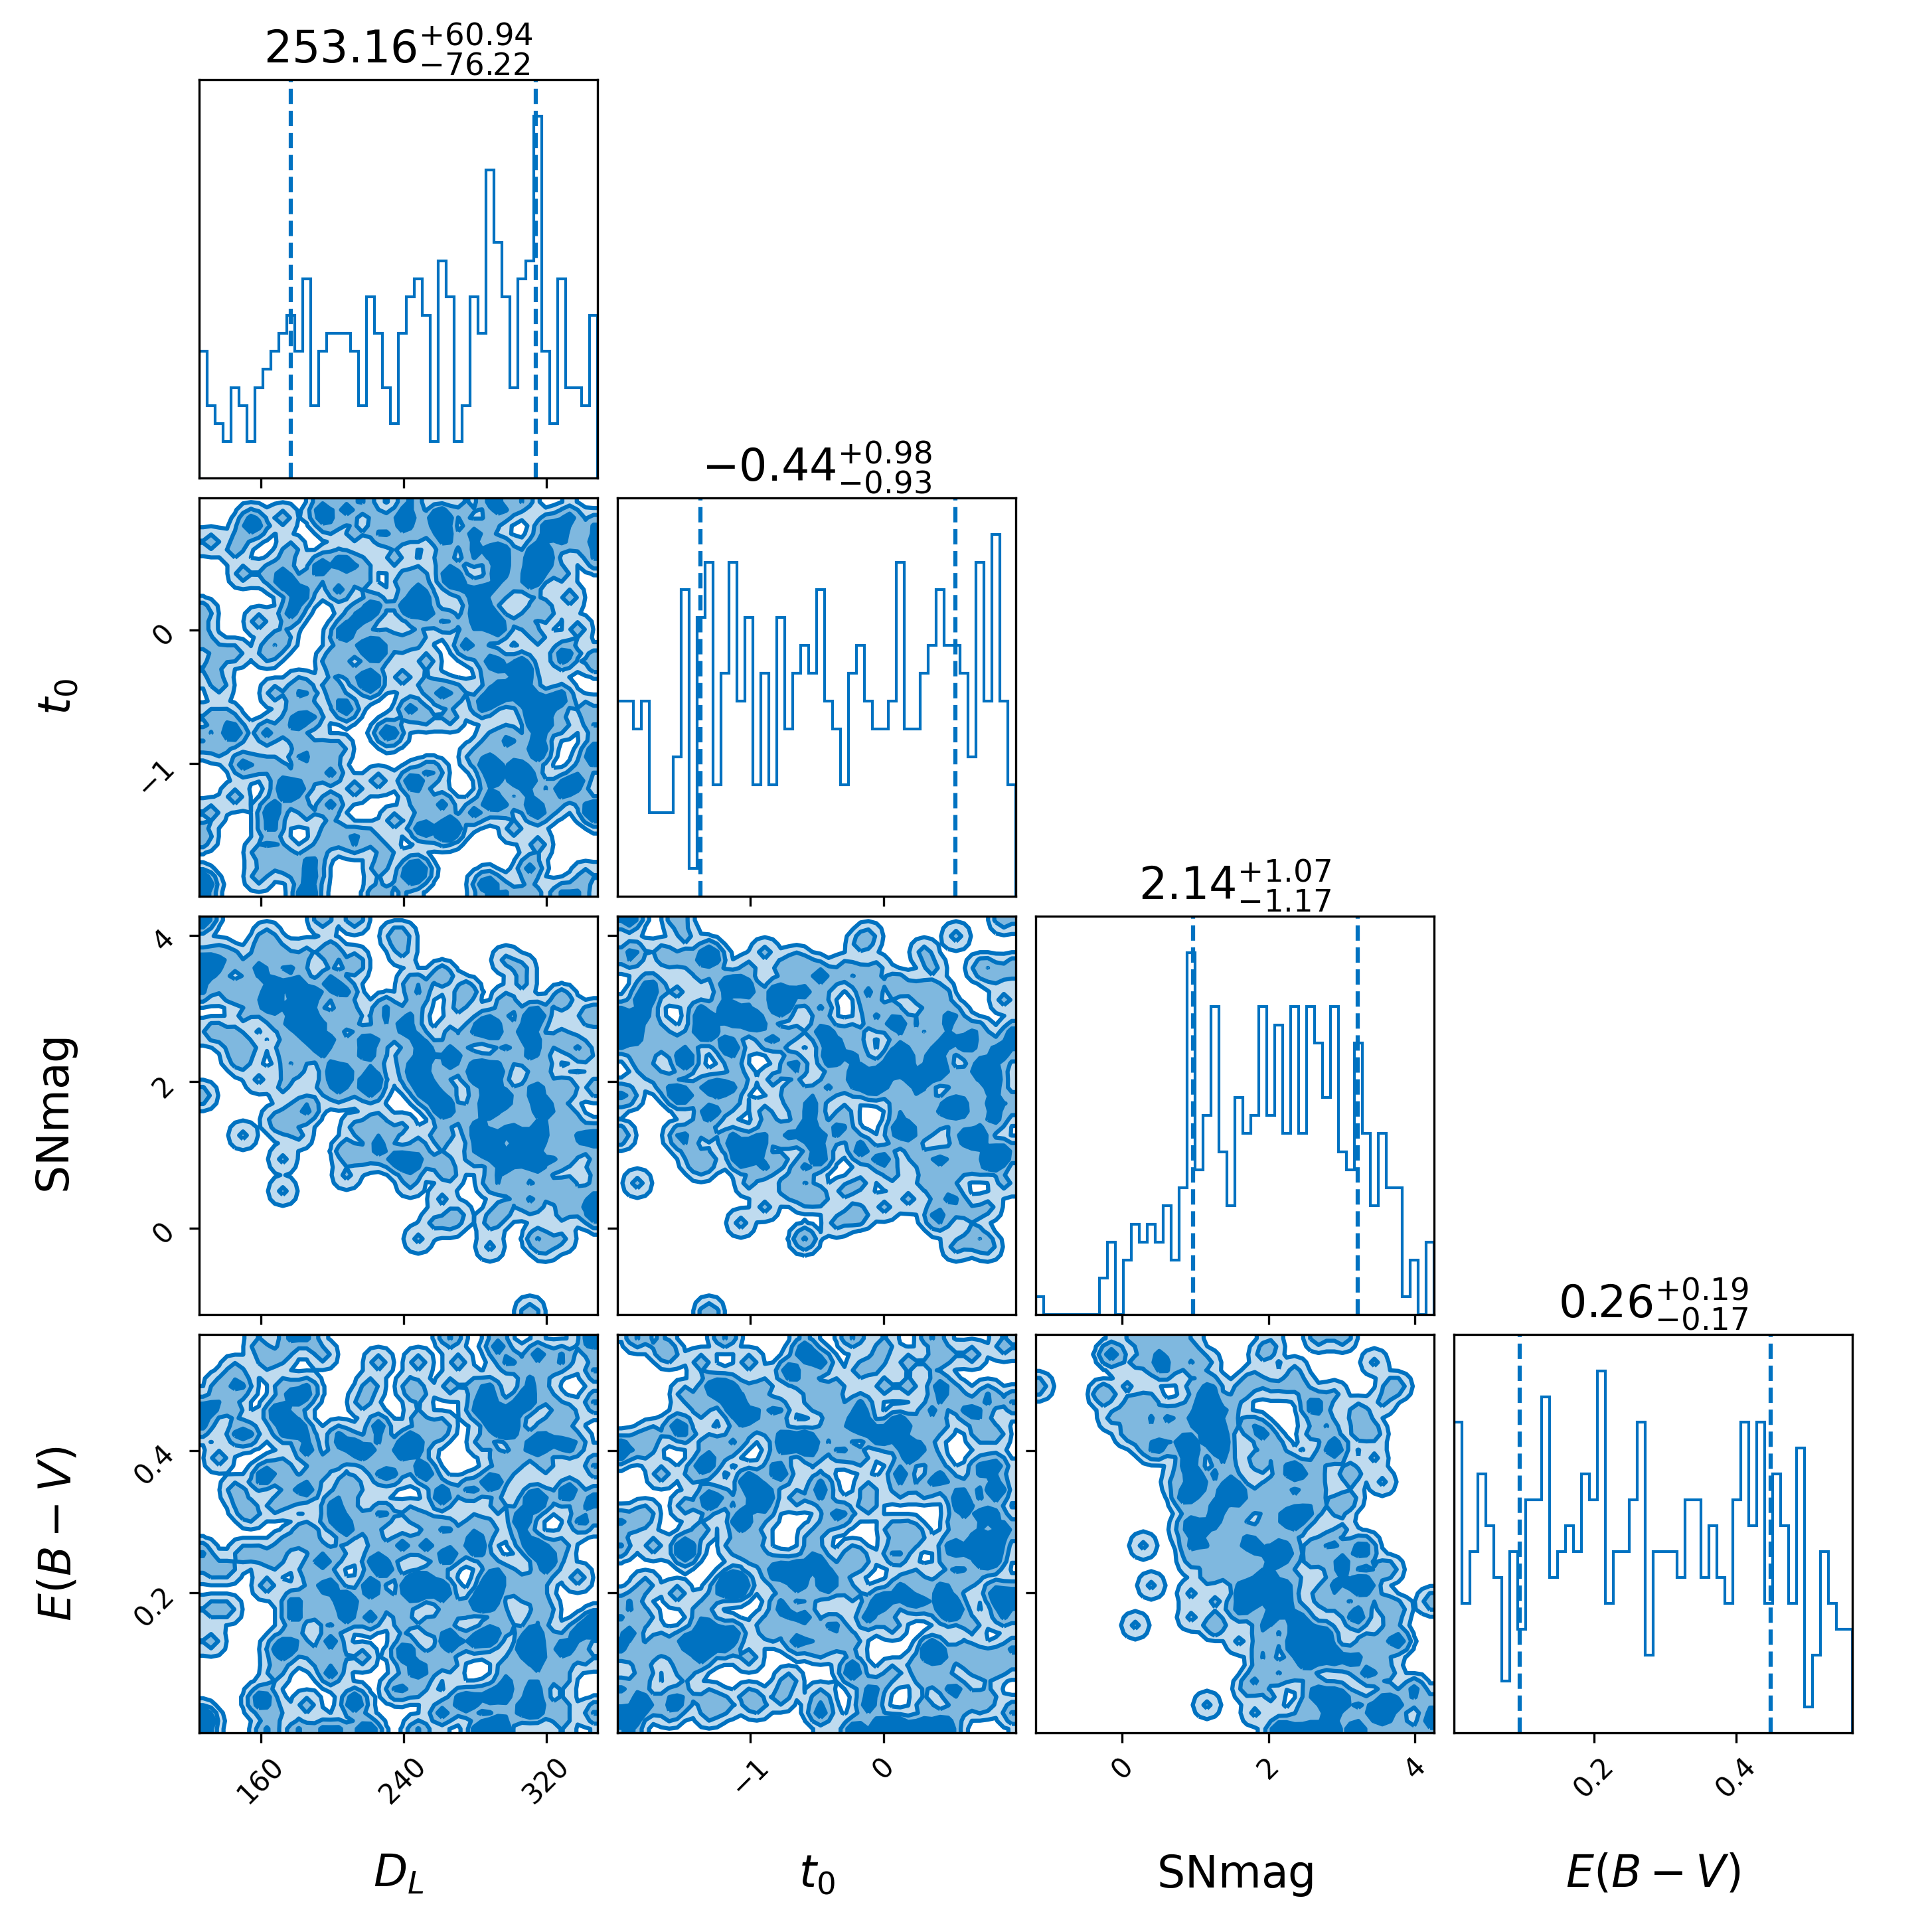 253.16+60.94−76.22
−0.44+0.98−0.93
0
−1
t0
2.14+1.07−1.17
4
2
0
SNmag
0.26+0.19−0.17
0.4
0.2
E(B − V)
160 240 320 −1 0 0 2 4 0.2 0.4
DL t0 SNmag E(B − V)